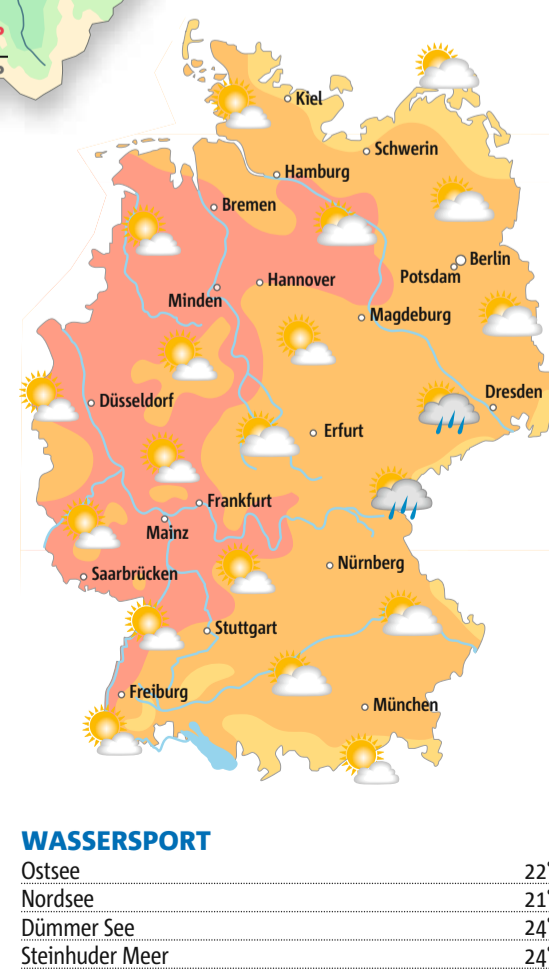 Kiel
Schwerin
Hamburg
Bremen
Berlin
Potsdam
Hannover
Minden
Magdeburg
Dresden
Düsseldorf
Erfurt
Frankfurt
Mainz
Nürnberg
Saarbrücken
Stuttgart
Freiburg
München
WASSERSPORT
Ostsee 22°
Nordsee 21°
Dümmer See 24°
Steinhuder Meer 24°